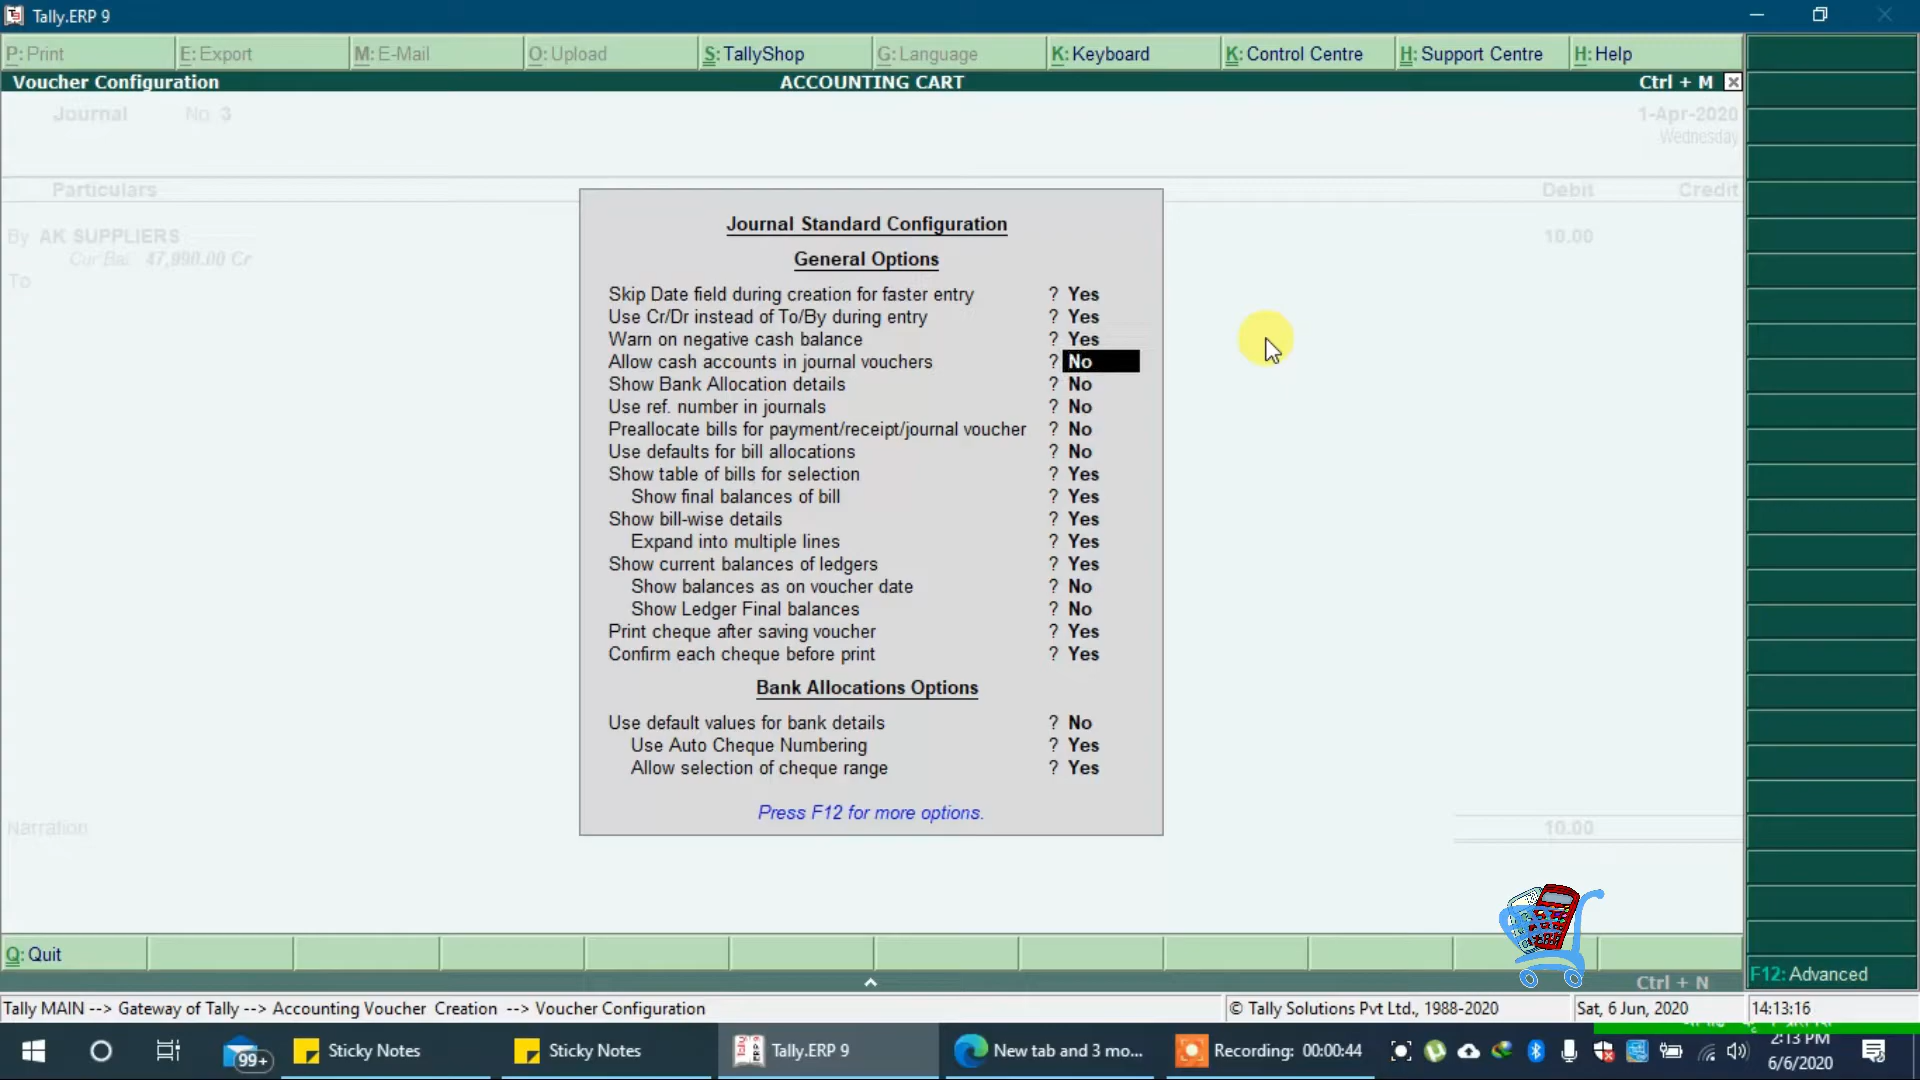 Tally.ERP 9
P: Print
E: Export
M: E-Mail
O: Upload
S: TallyShop
G: Language
K: Keyboard
K: Control Centre
H: Support Centre
H: Help
Voucher Configuration
ACCOUNTING CART
Ctrl + M
Journal No. 3
1-Apr-2020
Wednesday
Particulars
Debit
Credit
By AK SUPPLIERS
10.00
Cur Bal: 47,090.00 Cr
To
Journal Standard Configuration
General Options
Skip Date field during creation for faster entry ? Yes
Use Cr/Dr instead of To/By during entry ? Yes
Warn on negative cash balance ? Yes
Allow cash accounts in journal vouchers ? No
Show Bank Allocation details ? No
Use ref. number in journals ? No
Preallocate bills for payment/receipt/journal voucher ? No
Use defaults for bill allocations ? No
Show table of bills for selection ? Yes
Show final balances of bill ? Yes
Show bill-wise details ? Yes
Expand into multiple lines ? Yes
Show current balances of ledgers ? Yes
Show balances as on voucher date ? No
Show Ledger Final balances ? No
Print cheque after saving voucher ? Yes
Confirm each cheque before print ? Yes
Bank Allocations Options
Use default values for bank details ? No
Use Auto Cheque Numbering ? Yes
Allow selection of cheque range ? Yes
Press F12 for more options.
Narration
10.00
Q: Quit
F12: Advanced
Ctrl + N
Tally MAIN --> Gateway of Tally --> Accounting Voucher Creation --> Voucher Configuration
© Tally Solutions Pvt Ltd., 1988-2020
Sat, 6 Jun, 2020
14:13:16
99+
Sticky Notes
Sticky Notes
Tally.ERP 9
New tab and 3 mo...
Recording: 00:00:44
2:13 PM
6/6/2020